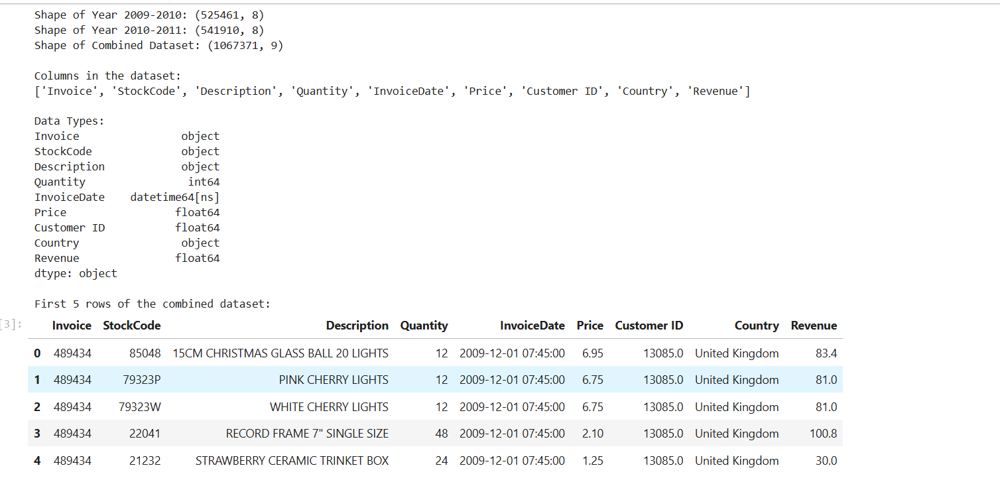 Shape of Year 2009-2010: (525461, 8)
Shape of Year 2010-2011: (541910, 8)
Shape of Combined Dataset: (1067371, 9)
Columns in the dataset:
['Invoice', 'StockCode', 'Description', 'Quantity', 'InvoiceDate', 'Price', 'Customer ID', 'Country', 'Revenue']
Data Types:
Invoice object
StockCode object
Description object
Quantity int64
InvoiceDate datetime64[ns]
Price float64
Customer ID float64
Country object
Revenue float64
dtype: object
First 5 rows of the combined dataset:
[3]:
Invoice StockCode Description Quantity InvoiceDate Price Customer ID Country Revenue
0 489434 85048 15CM CHRISTMAS GLASS BALL 20 LIGHTS 12 2009-12-01 07:45:00 6.95 13085.0 United Kingdom 83.4
1 489434 79323P PINK CHERRY LIGHTS 12 2009-12-01 07:45:00 6.75 13085.0 United Kingdom 81.0
2 489434 79323W WHITE CHERRY LIGHTS 12 2009-12-01 07:45:00 6.75 13085.0 United Kingdom 81.0
3 489434 22041 RECORD FRAME 7" SINGLE SIZE 48 2009-12-01 07:45:00 2.10 13085.0 United Kingdom 100.8
4 489434 21232 STRAWBERRY CERAMIC TRINKET BOX 24 2009-12-01 07:45:00 1.25 13085.0 United Kingdom 30.0